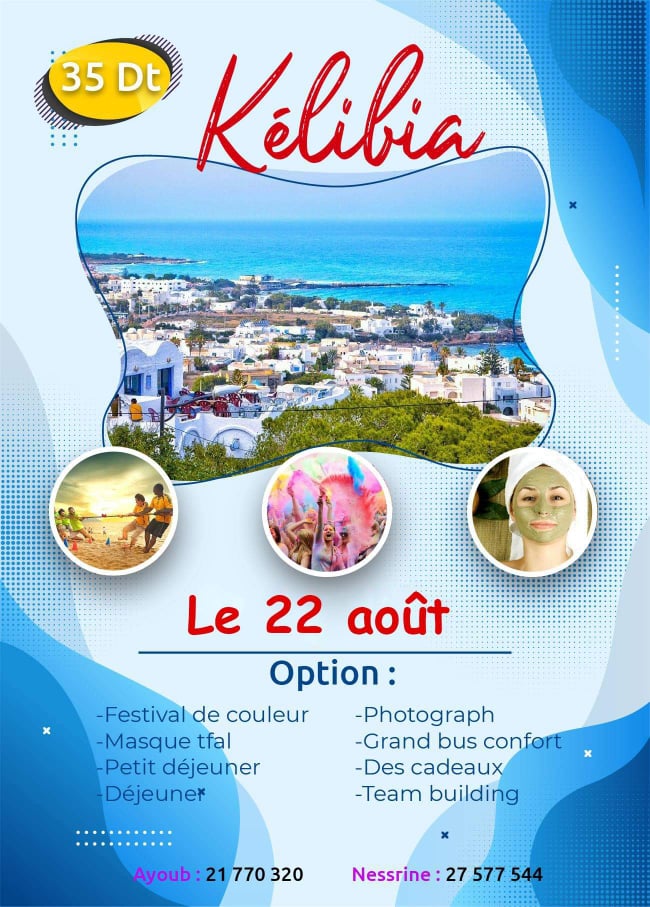 35 Dt
Kélibia
Le 22 août
Option :
-Festival de couleur
-Masque tfal
-Petit déjeuner
-Déjeuner
-Photograph
-Grand bus confort
-Des cadeaux
-Team building
Ayoub : 21 770 320
Nessrine : 27 577 544